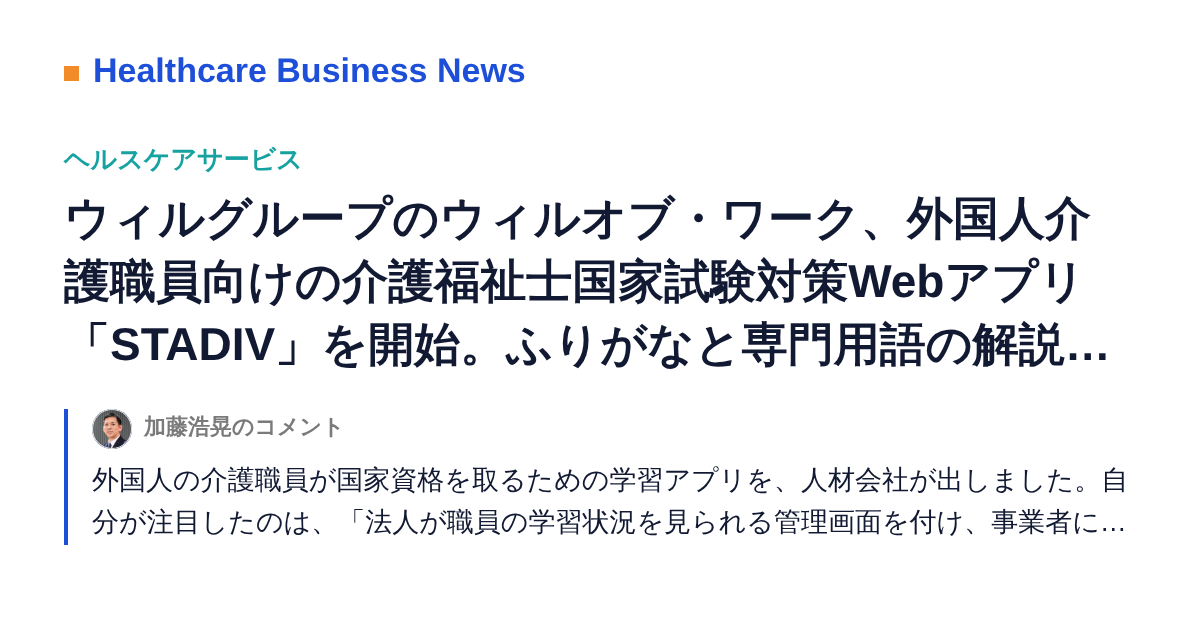 Healthcare Business News
ヘルスケアサービス
ウィルグループのウィルオブ・ワーク、外国人介
護職員向けの介護福祉士国家試験対策Webアプリ
「STADIV」を開始。ふりがなと専門用語の解説…
加藤浩晃のコメント
外国人の介護職員が国家資格を取るための学習アプリを、人材会社が出しました。自
分が注目したのは、「法人が職員の学習状況を見られる管理画面を付け、事業者に…